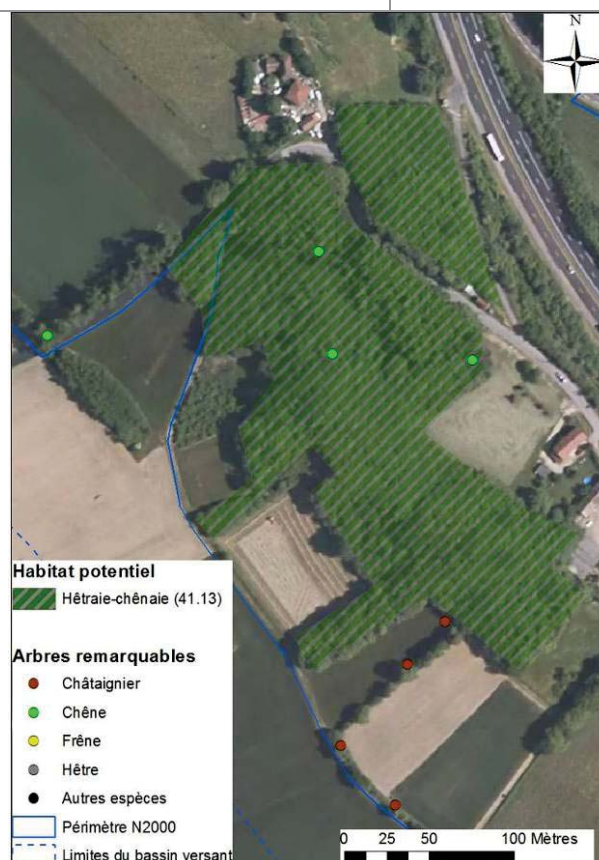 N
Habitat potentiel
Hêtraie-chênaie (41.13)
Arbres remarquables
Châtaignier
Chêne
Frêne
Hêtre
Autres espèces
Périmètre N2000
Limites du bassin versant
0 25 50 100 Mètres